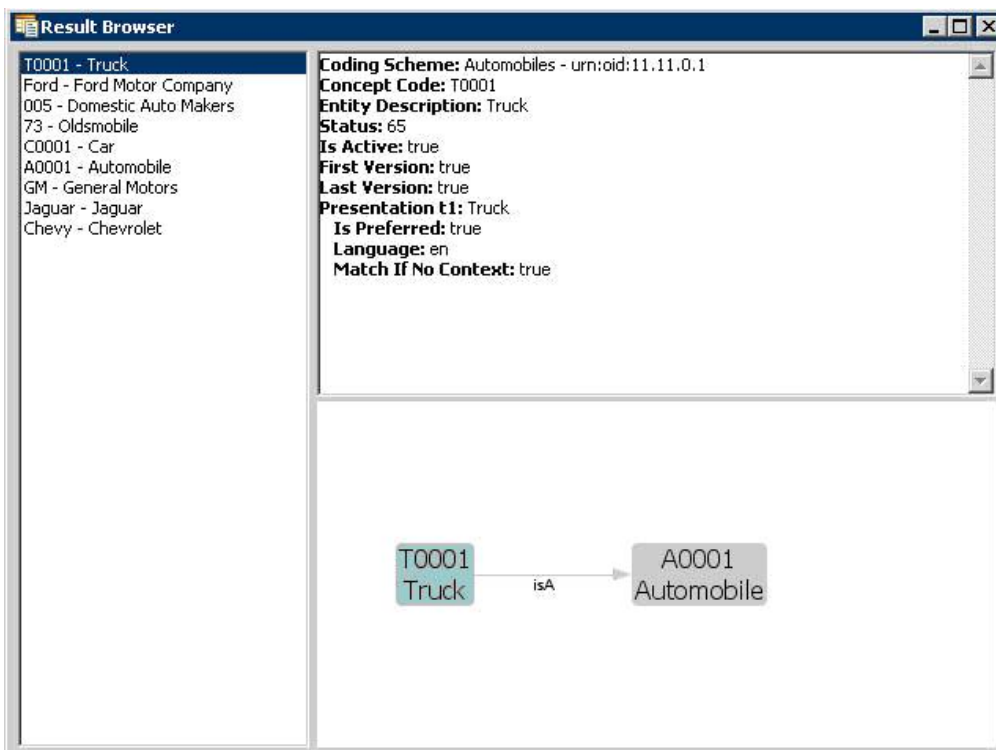 Result Browser
T0001 - Truck
Ford - Ford Motor Company
005 - Domestic Auto Makers
73 - Oldsmobile
C0001 - Car
A0001 - Automobile
GM - General Motors
Jaguar - Jaguar
Chevy - Chevrolet
Coding Scheme: Automobiles - urn:oid:11.11.0.1
Concept Code: T0001
Entity Description: Truck
Status: 65
Is Active: true
First Version: true
Last Version: true
Presentation t1: Truck
Is Preferred: true
Language: en
Match If No Context: true
T0001
Truck
isA
A0001
Automobile